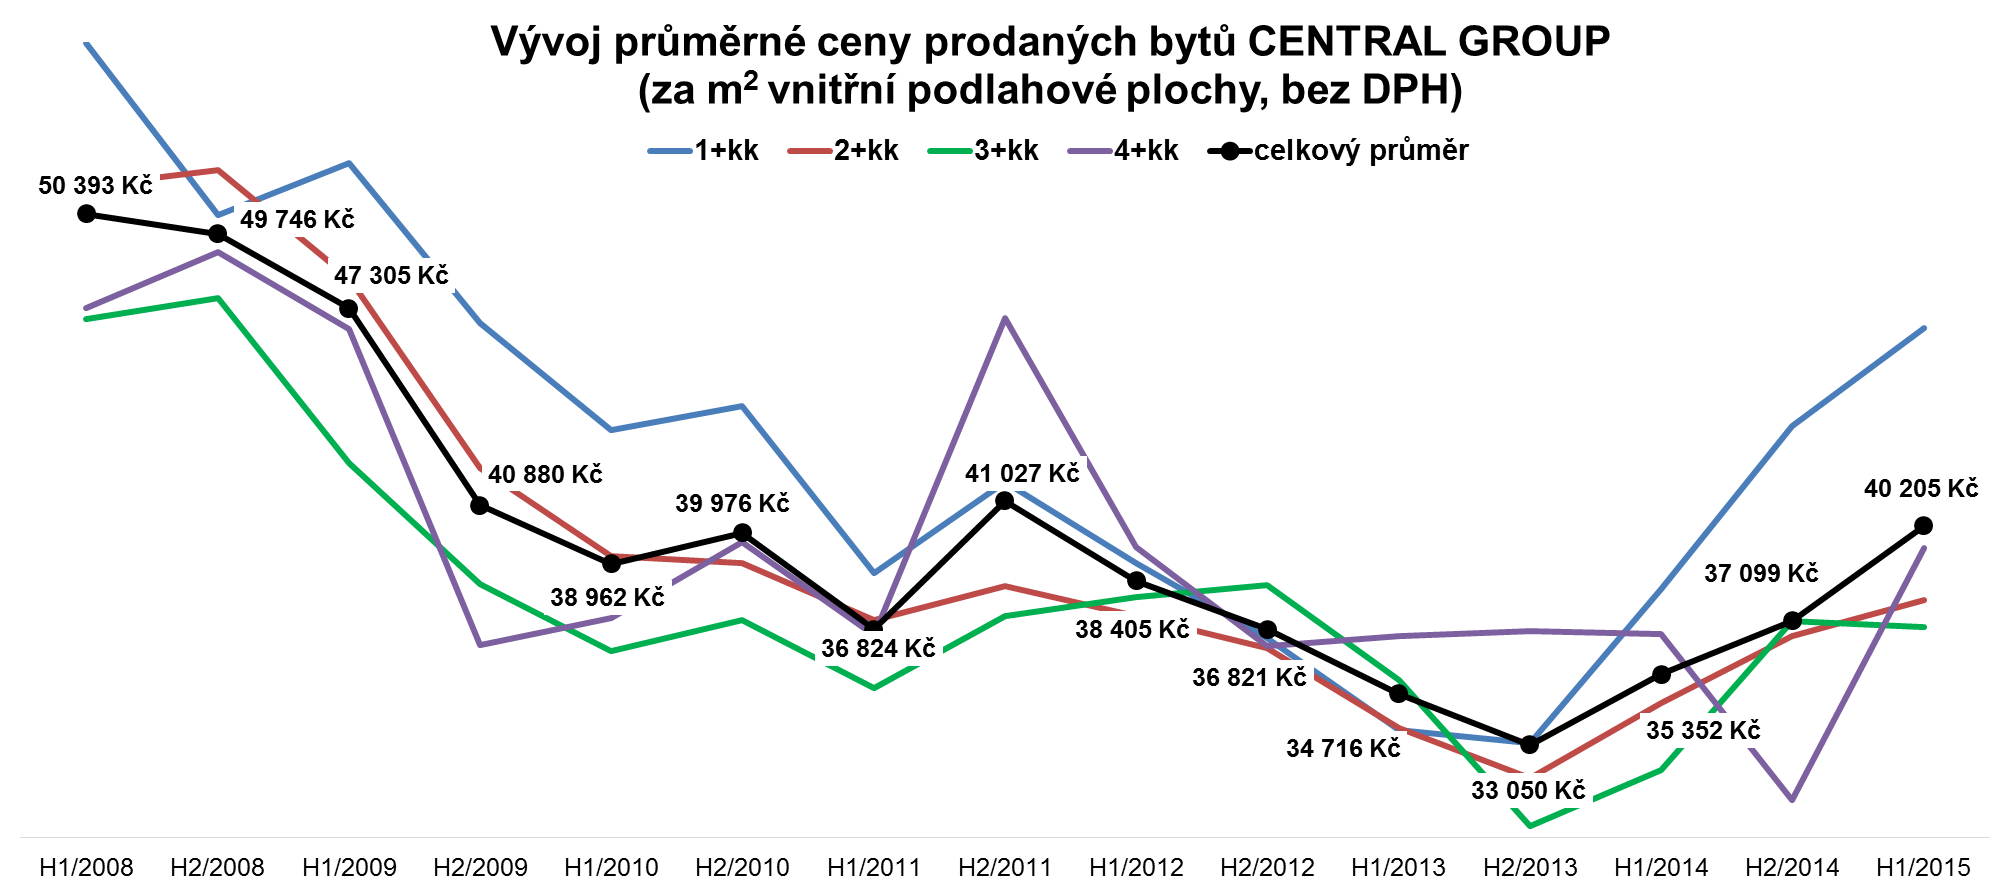 Vývoj průměrné ceny prodaných bytů CENTRAL GROUP
(za m² vnitřní podlahové plochy, bez DPH)
1+kk 2+kk 3+kk 4+kk celkový průměr
50 393 Kč
49 746 Kč
47 305 Kč
40 880 Kč
38 962 Kč
39 976 Kč
36 824 Kč
41 027 Kč
38 405 Kč
36 821 Kč
34 716 Kč
33 050 Kč
35 352 Kč
37 099 Kč
40 205 Kč
H1/2008 H2/2008 H1/2009 H2/2009 H1/2010 H2/2010 H1/2011 H2/2011 H1/2012 H2/2012 H1/2013 H2/2013 H1/2014 H2/2014 H1/2015